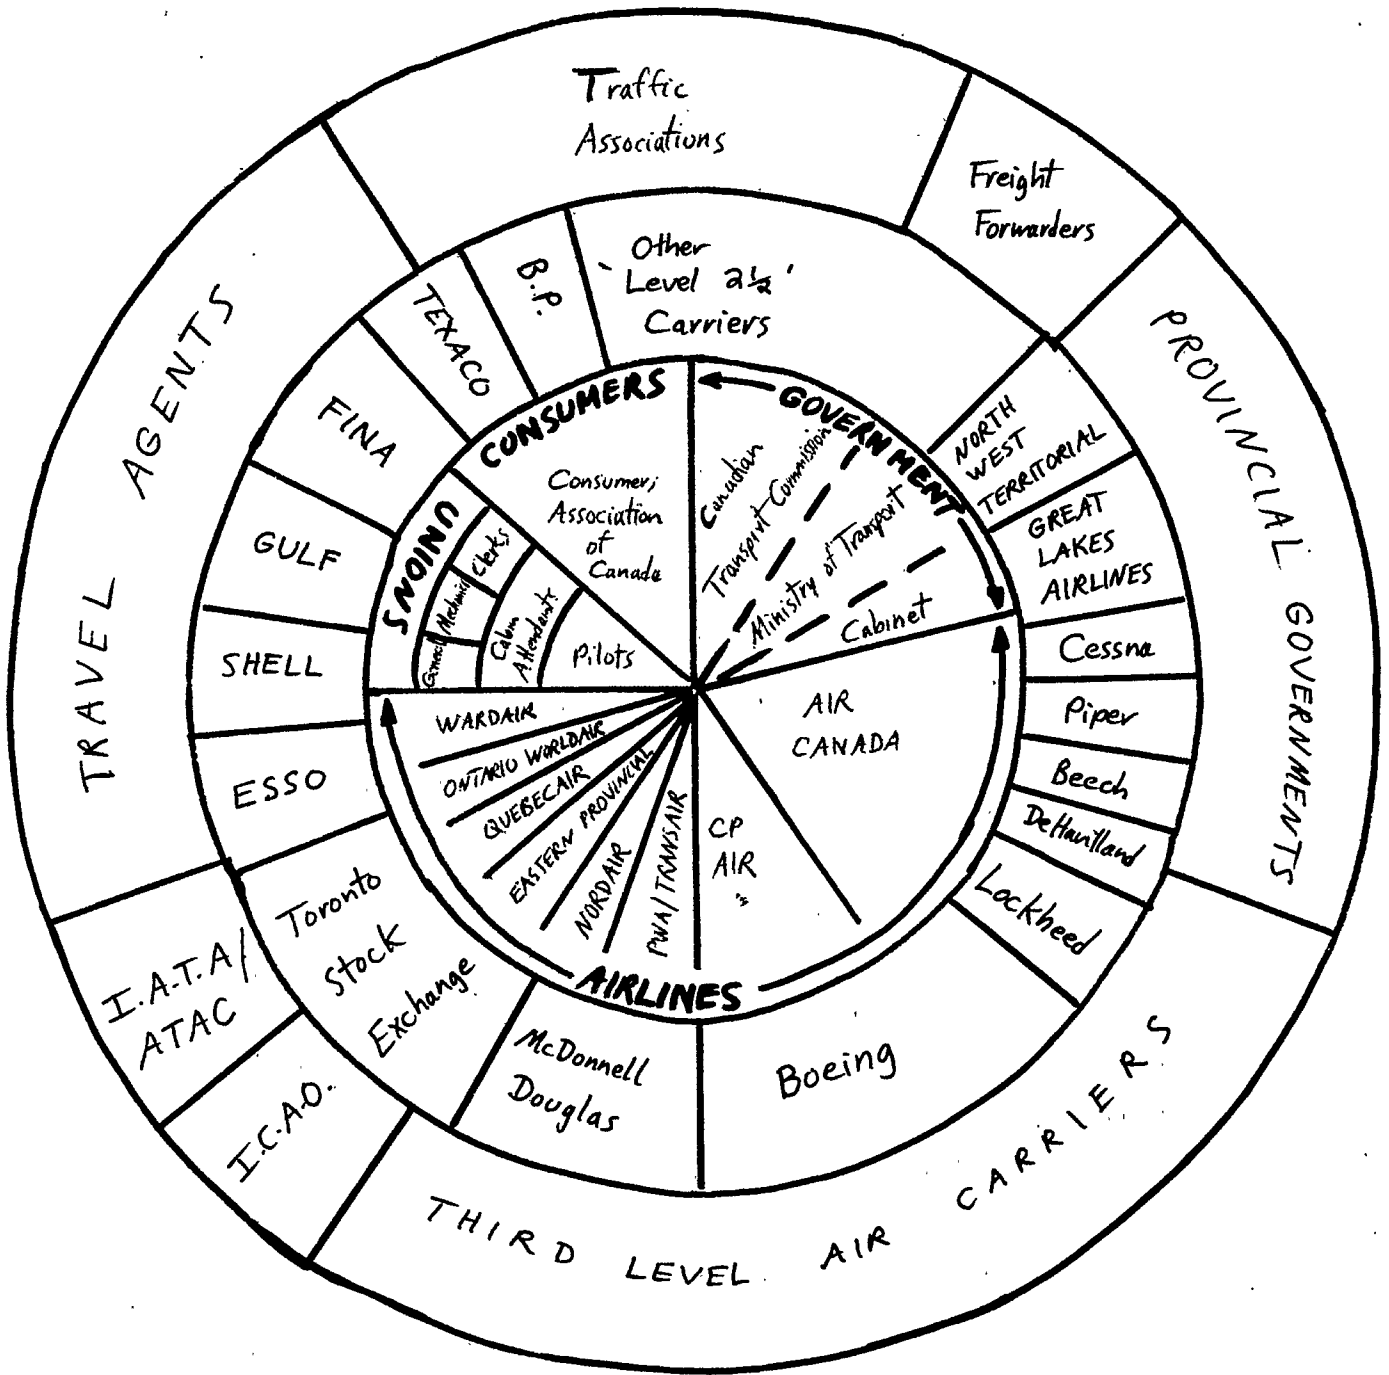 Traffic
Associations
Freight
Forwarders
PROVINCIAL GOVERNMENTS
THIRD LEVEL AIR CARRIERS
I.C.A.O.
I.A.T.A/
ATAC
TRAVEL AGENTS
Other
'Level 2½'
Carriers
NORTH
WEST
TERRITORIAL
GREAT
LAKES
AIRLINES
Cessna
Piper
Beech
DeHavilland
Lockheed
Boeing
McDonnell
Douglas
Toronto
Stock
Exchange
ESSO
SHELL
GULF
FINA
TEXACO
B.P.
CONSUMERS
Consumers
Association
of
Canada
GOVERNMENT
Canadian
Transport Commission
Ministry of Transport
Cabinet
AIRLINES
AIR
CANADA
CP
AIR
PWA/TRANSAIR
NORDAIR
EASTERN PROVINCIAL
QUEBECAIR
ONTARIO WORLDAIR
WARDAIR
UNIONS
Clerks
Mechanics
General
Cabin
Attendants
Pilots